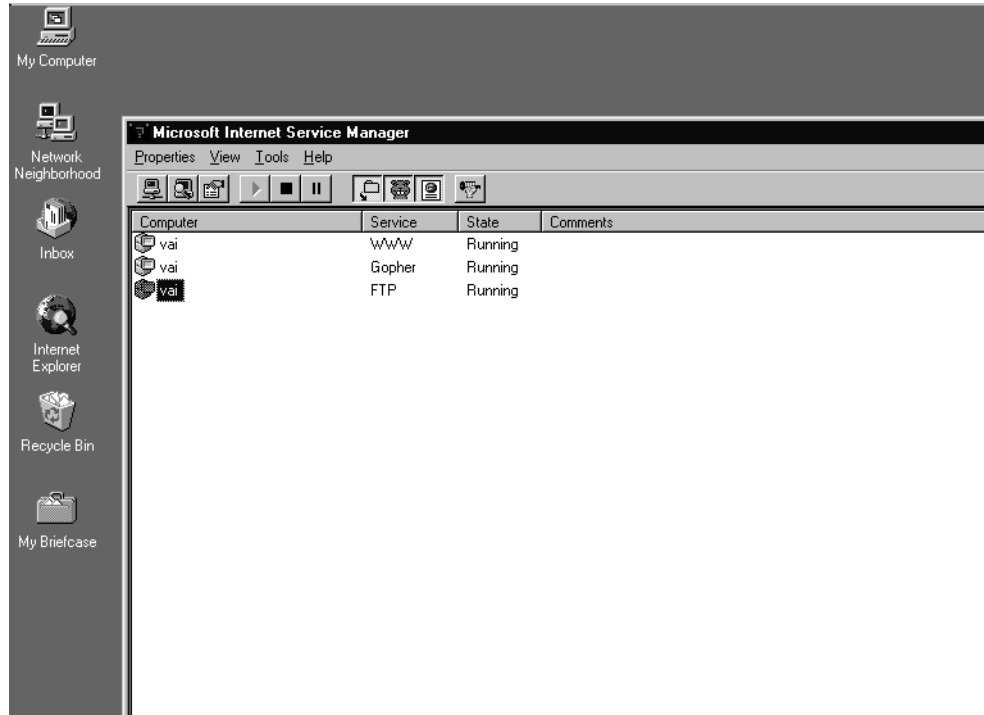 My Computer
Network
Neighborhood
Inbox
Internet
Explorer
Recycle Bin
My Briefcase
Microsoft Internet Service Manager
Properties View Tools Help
Computer Service State Comments
vai WWW Running
vai Gopher Running
vai FTP Running